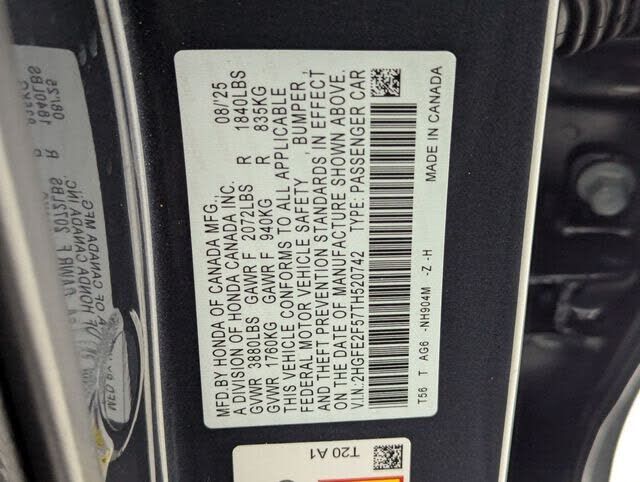 MFD. BY HONDA OF CANADA MFG., 08/'25
A DIVISION OF HONDA CANADA INC.
GVWR 3880LBS GAWR F 2072LBS R 1840LBS
GVWR 1760KG GAWR F 940KG R 835KG
THIS VEHICLE CONFORMS TO ALL APPLICABLE
FEDERAL MOTOR VEHICLE SAFETY, BUMPER,
AND THEFT PREVENTION STANDARDS IN EFFECT
ON THE DATE OF MANUFACTURE SHOWN ABOVE.
V.I.N.:2HGFE2F577H520742 TYPE: PASSENGER CAR
T56 T AG6 -NH904M -Z -H MADE IN CANADA
T20 A1